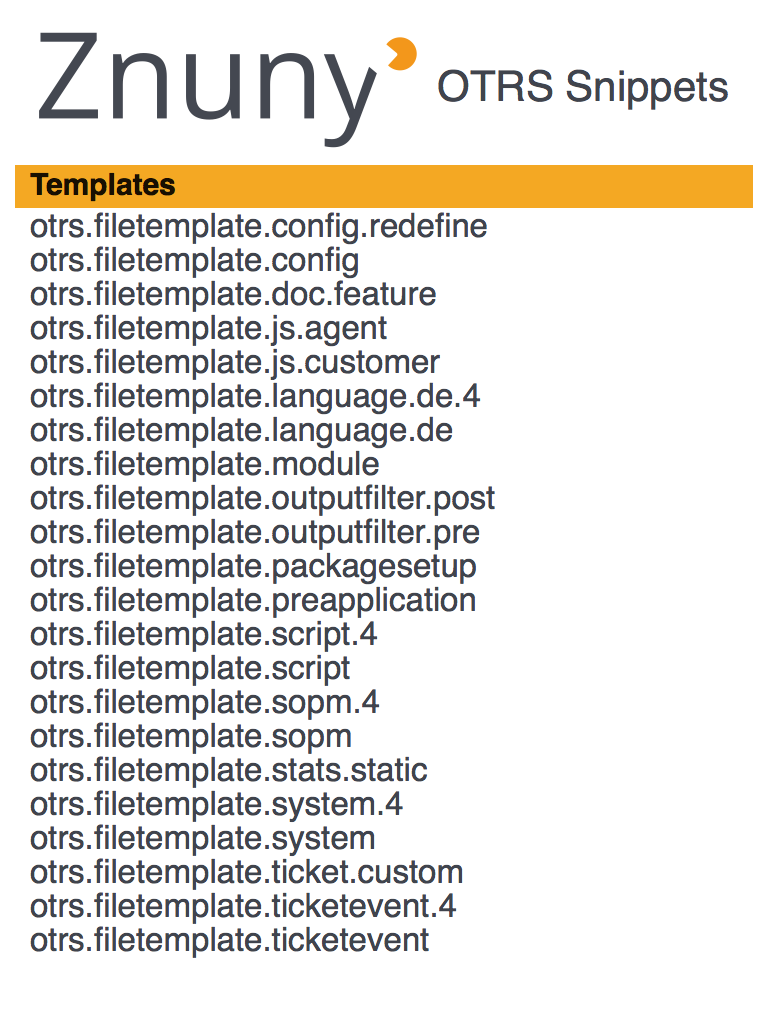 Znuny
OTRS Snippets
Templates
otrs.filetemplate.config.redefine
otrs.filetemplate.config
otrs.filetemplate.doc.feature
otrs.filetemplate.js.agent
otrs.filetemplate.js.customer
otrs.filetemplate.language.de.4
otrs.filetemplate.language.de
otrs.filetemplate.module
otrs.filetemplate.outputfilter.post
otrs.filetemplate.outputfilter.pre
otrs.filetemplate.packagesetup
otrs.filetemplate.preapplication
otrs.filetemplate.script.4
otrs.filetemplate.script
otrs.filetemplate.sopm.4
otrs.filetemplate.sopm
otrs.filetemplate.stats.static
otrs.filetemplate.system.4
otrs.filetemplate.system
otrs.filetemplate.ticket.custom
otrs.filetemplate.ticketevent.4
otrs.filetemplate.ticketevent